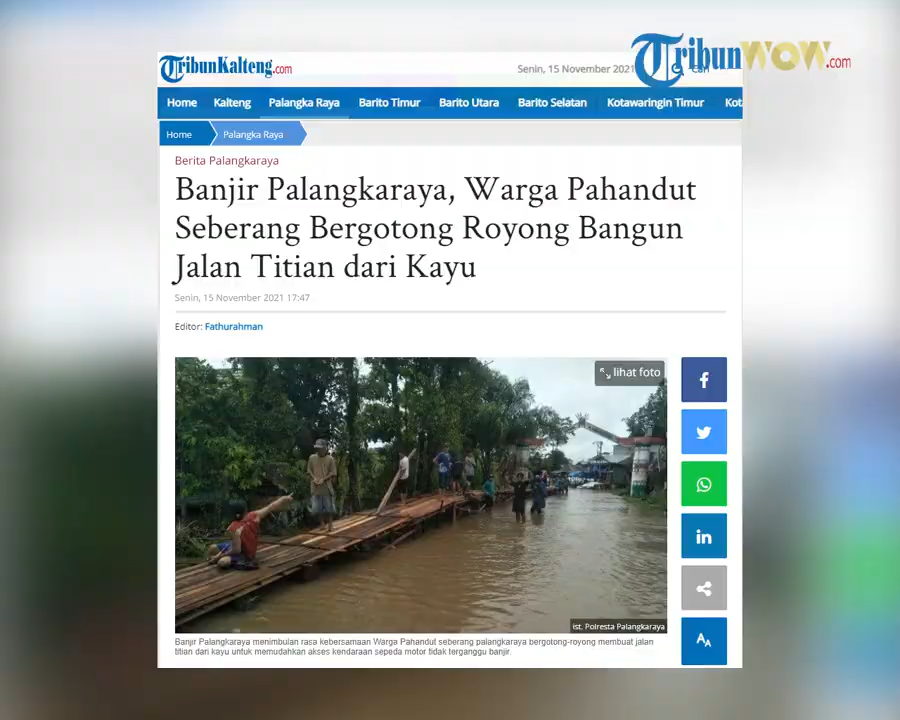 TribunKalteng.com
Senin, 15 November 2021
TribunWOW.com
Cari
Home Kalteng Palangka Raya Barito Timur Barito Utara Barito Selatan Kotawaringin Timur Kot
Home Palangka Raya
Berita Palangkaraya
Banjir Palangkaraya, Warga Pahandut
Seberang Bergotong Royong Bangun
Jalan Titian dari Kayu
Senin, 15 November 2021 17:47
Editor: Fathurahman
lihat foto
ist, Polresta Palangkaraya
Banjir Palangkaraya menimbulan rasa kebersamaan Warga Pahandut seberang palangkaraya bergotong-royong membuat jalan
titian dari kayu untuk memudahkan akses kendaraan sepeda motor tidak terganggu banjir.